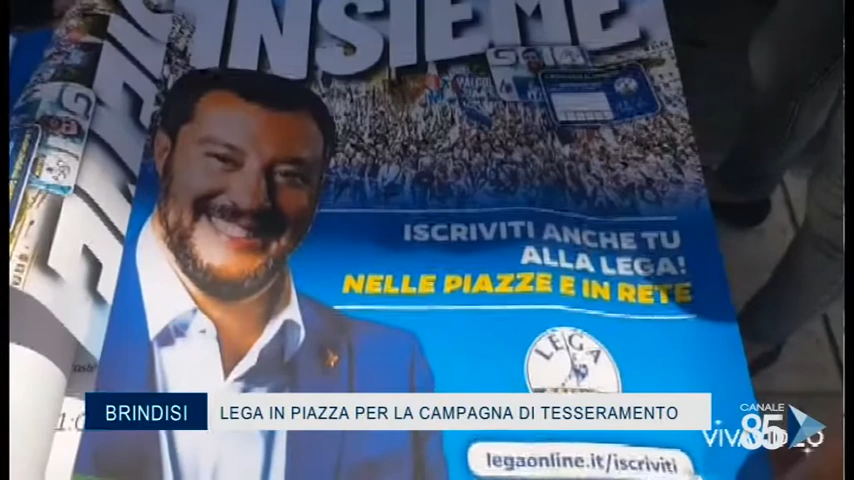 INSIEME
ISCRIVITI ANCHE TU
ALLA LEGA!
NELLE PIAZZE E IN RETE
LEGA
BRINDISI
LEGA IN PIAZZA PER LA CAMPAGNA DI TESSERAMENTO
CANALE
85
legaonline.it/iscriviti